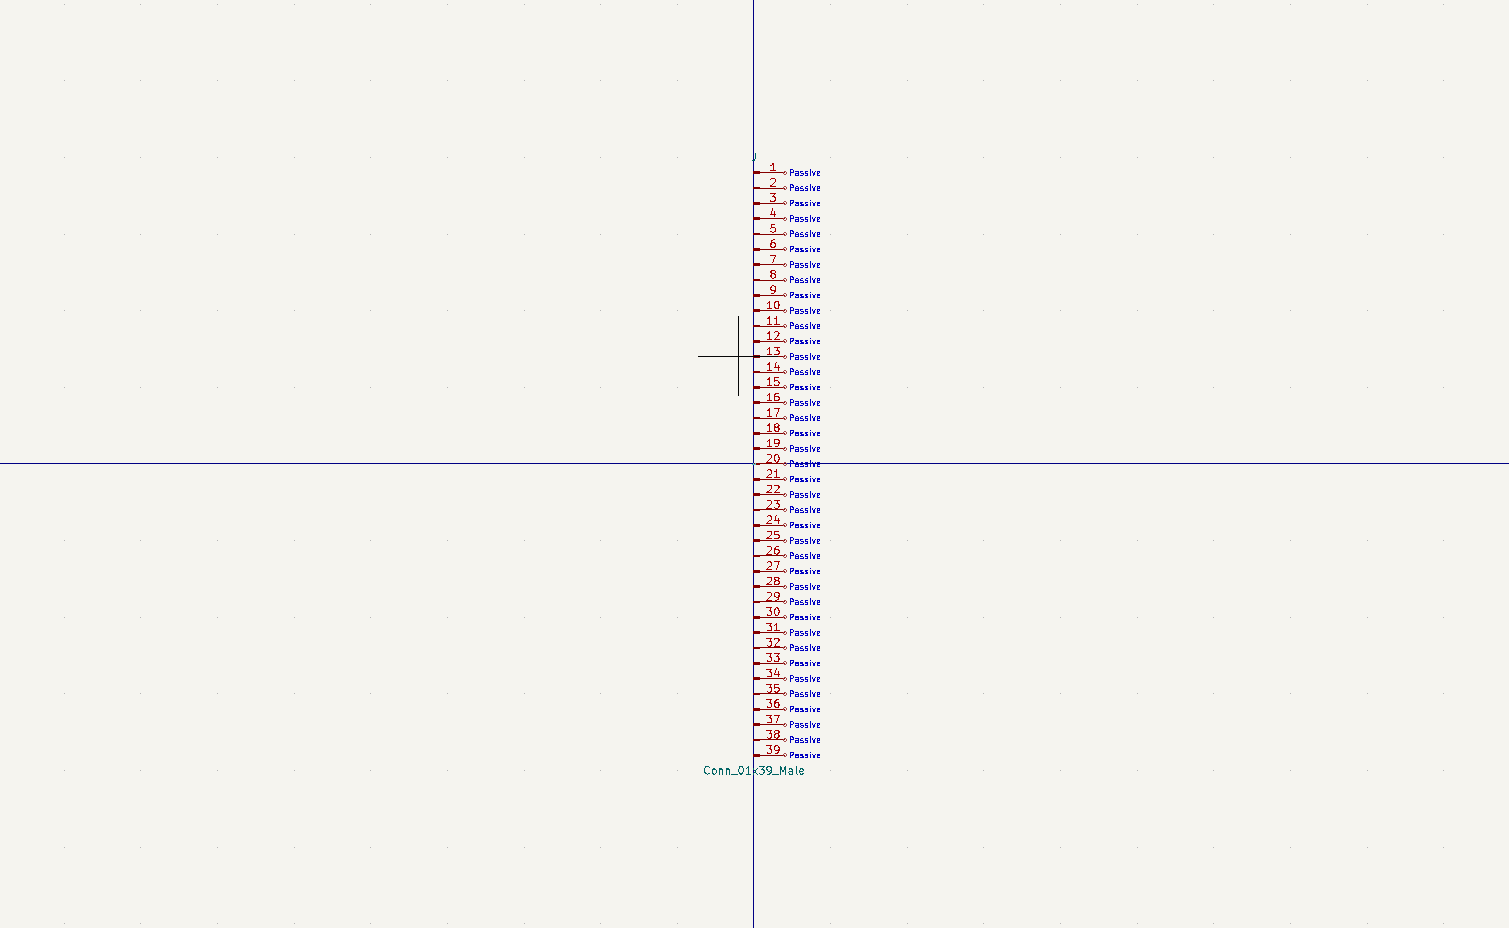 J
1 Passive
2 Passive
3 Passive
4 Passive
5 Passive
6 Passive
7 Passive
8 Passive
9 Passive
10 Passive
11 Passive
12 Passive
13 Passive
14 Passive
15 Passive
16 Passive
17 Passive
18 Passive
19 Passive
20 Passive
21 Passive
22 Passive
23 Passive
24 Passive
25 Passive
26 Passive
27 Passive
28 Passive
29 Passive
30 Passive
31 Passive
32 Passive
33 Passive
34 Passive
35 Passive
36 Passive
37 Passive
38 Passive
39 Passive
Conn_01x39_Male